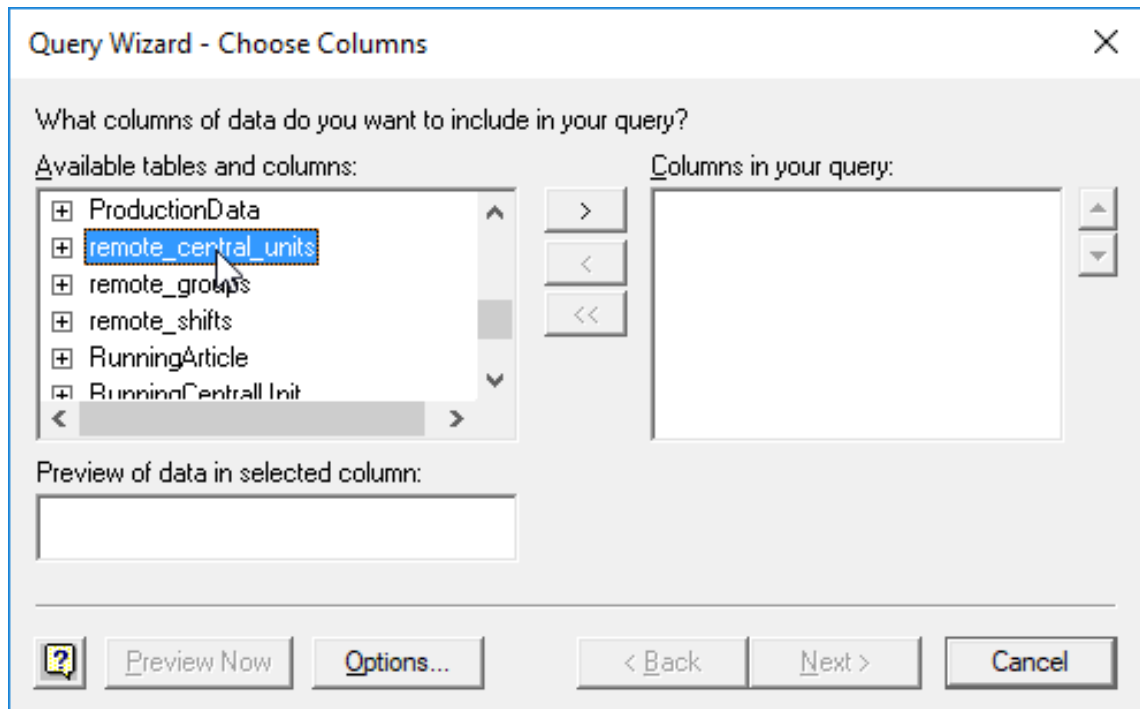 Query Wizard - Choose Columns
What columns of data do you want to include in your query?
Available tables and columns:
Columns in your query:
ProductionData
remote_central_units
remote_groups
remote_shifts
RunningArticle
RunningCentralUnit
>
<
<<
Preview of data in selected column:
Preview Now
Options...
< Back
Next >
Cancel